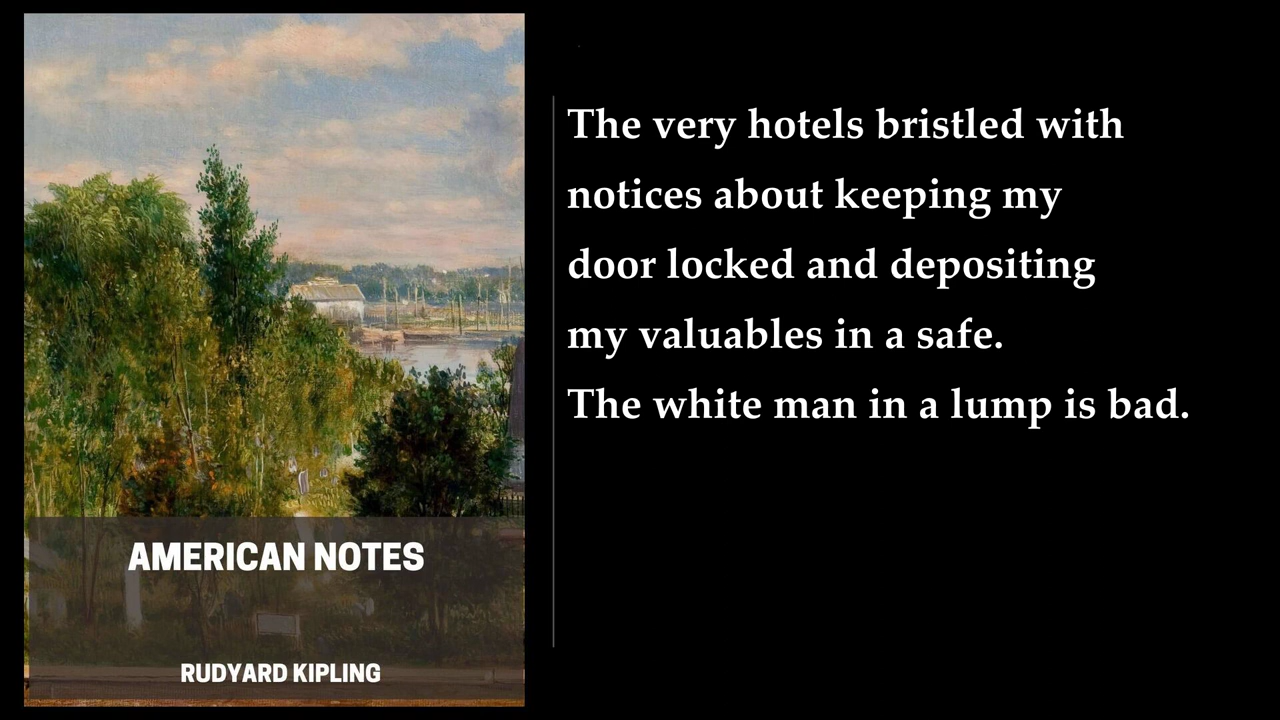 The very hotels bristled with
notices about keeping my
door locked and depositing
my valuables in a safe.
The white man in a lump is bad.
AMERICAN NOTES
RUDYARD KIPLING